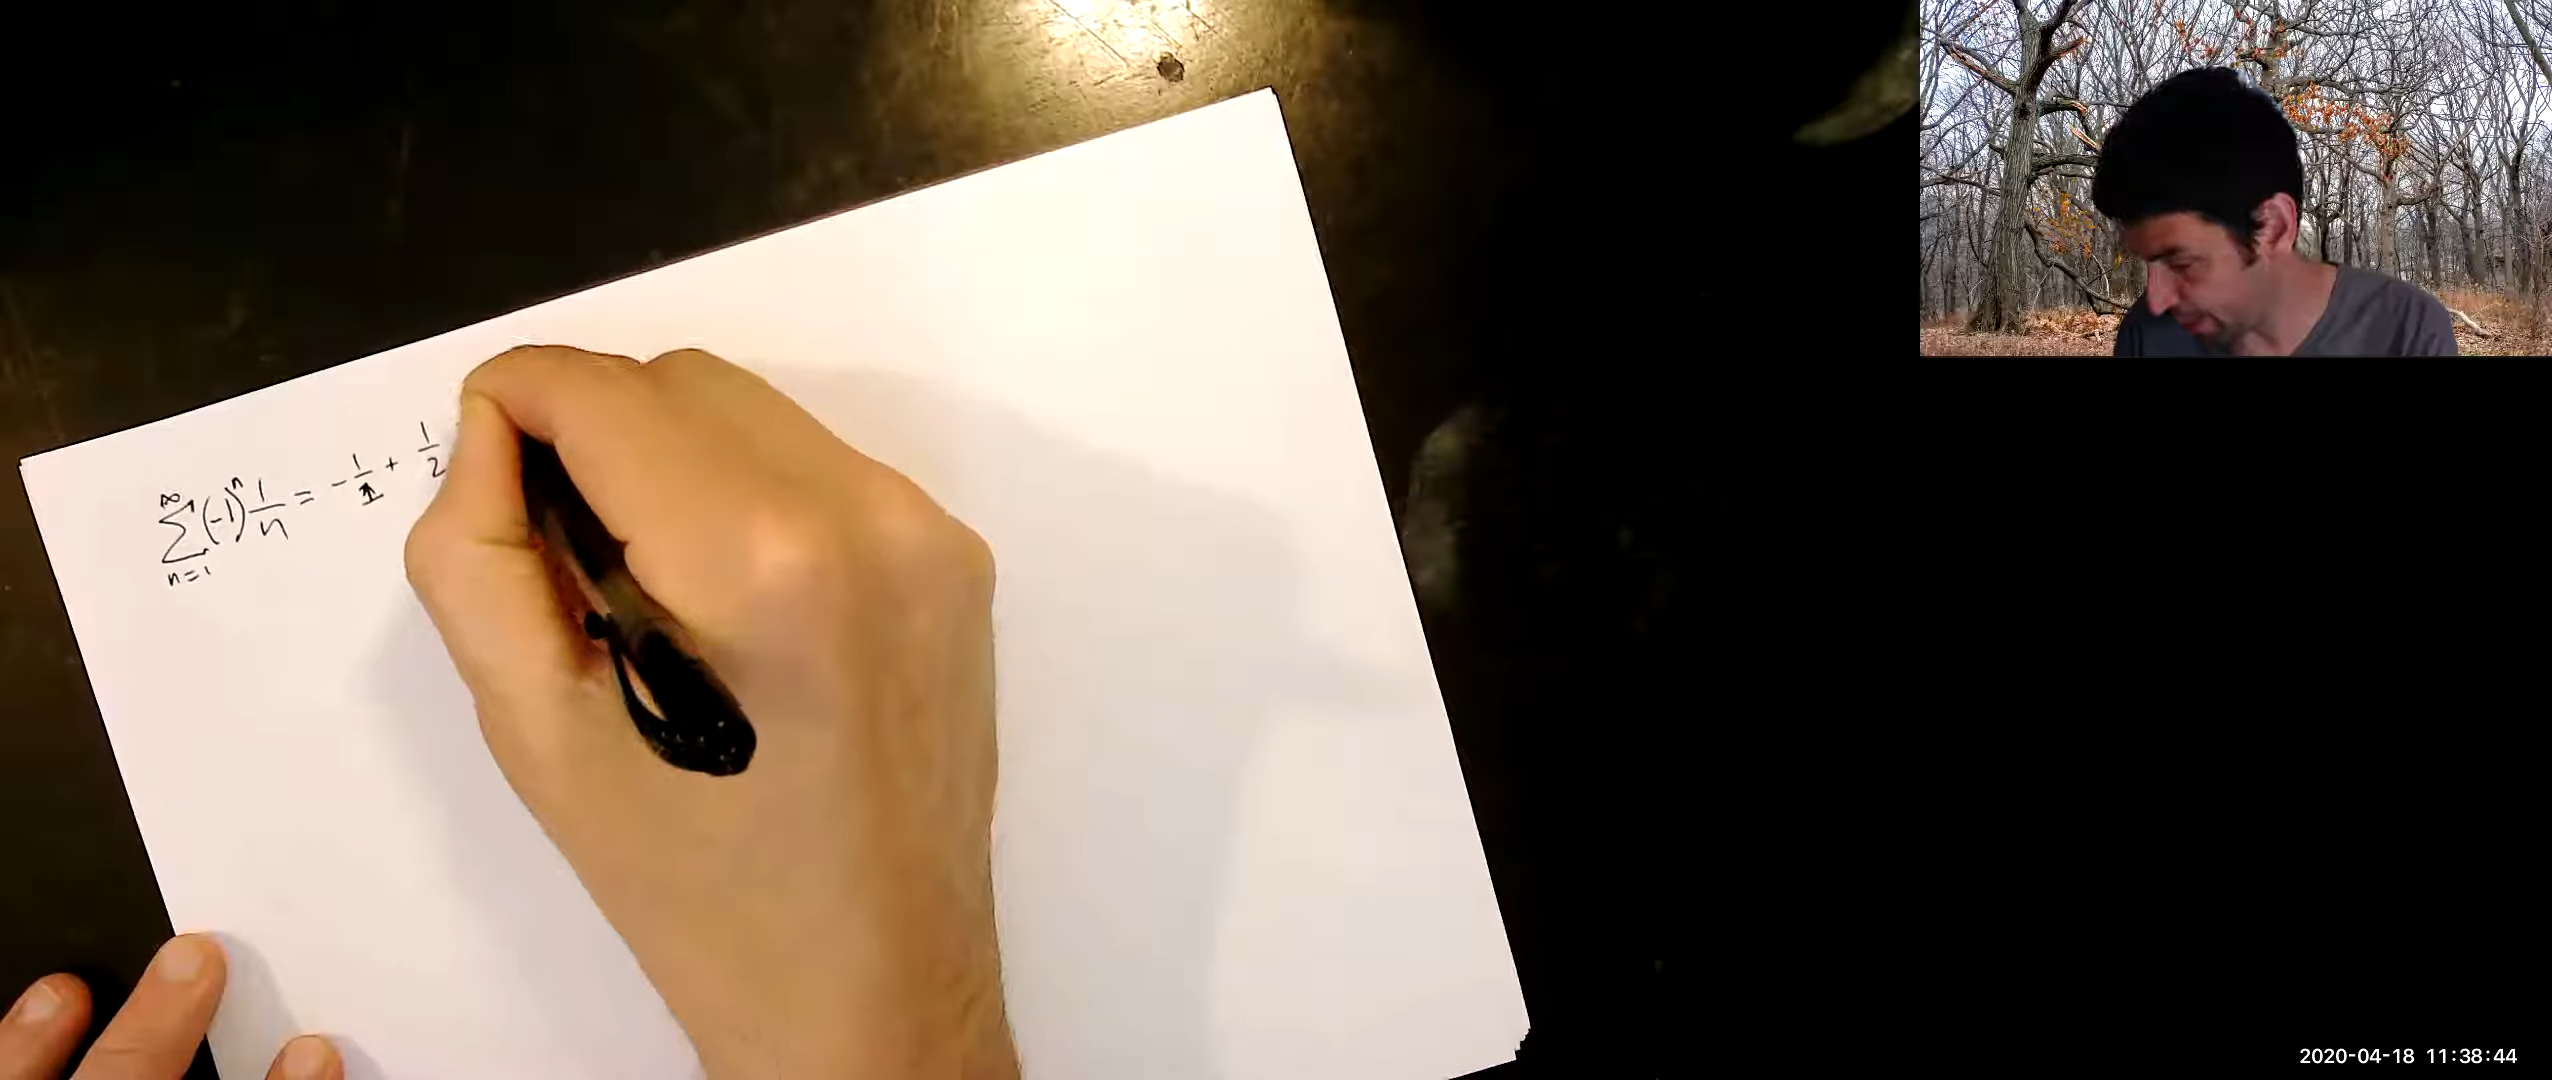 ∞
∑ (-1)ⁿ 1/n = - 1/1 + 1/2
n=1
2020-04-18 11:38:44